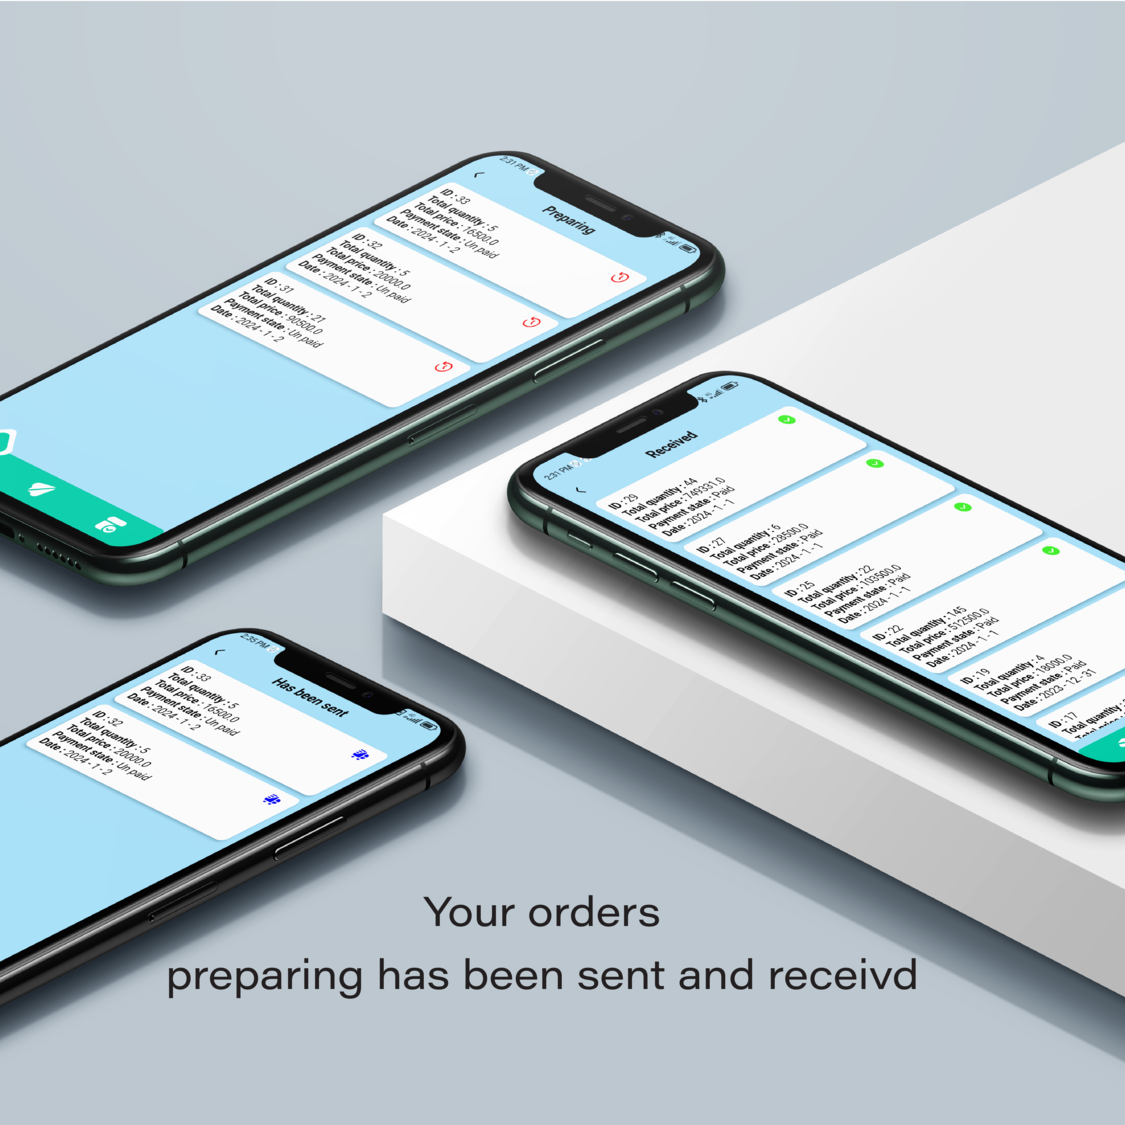 2:31 PM
Preparing
ID : 33
Total quantity : 5
Total price : 16500.0
Payment state : Un paid
Date : 2024 - 1 - 2
ID : 32
Total quantity : 5
Total price : 20000.0
Payment state : Un paid
Date : 2024 - 1 - 2
ID : 31
Total quantity : 21
Total price : 90500.0
Payment state : Un paid
Date : 2024 - 1 - 2
2:31 PM
Received
ID : 29
Total quantity : 44
Total price : 749331.0
Payment state : Paid
Date : 2024 - 1 - 1
ID : 27
Total quantity : 6
Total price : 28500.0
Payment state : Paid
Date : 2024 - 1 - 1
ID : 25
Total quantity : 22
Total price : 103500.0
Payment state : Paid
Date : 2024 - 1 - 1
ID : 22
Total quantity : 145
Total price : 512500.0
Payment state : Paid
Date : 2024 - 1 - 1
ID : 19
Total quantity : 4
Total price : 18000.0
Payment state : Paid
Date : 2023 - 12 - 31
ID : 17
Total quantity :
2:35 PM
Has been sent
ID : 33
Total quantity : 5
Total price : 16500.0
Payment state : Un paid
Date : 2024 - 1 - 2
ID : 32
Total quantity : 5
Total price : 20000.0
Payment state : Un paid
Date : 2024 - 1 - 2
Your orders
preparing has been sent and receivd